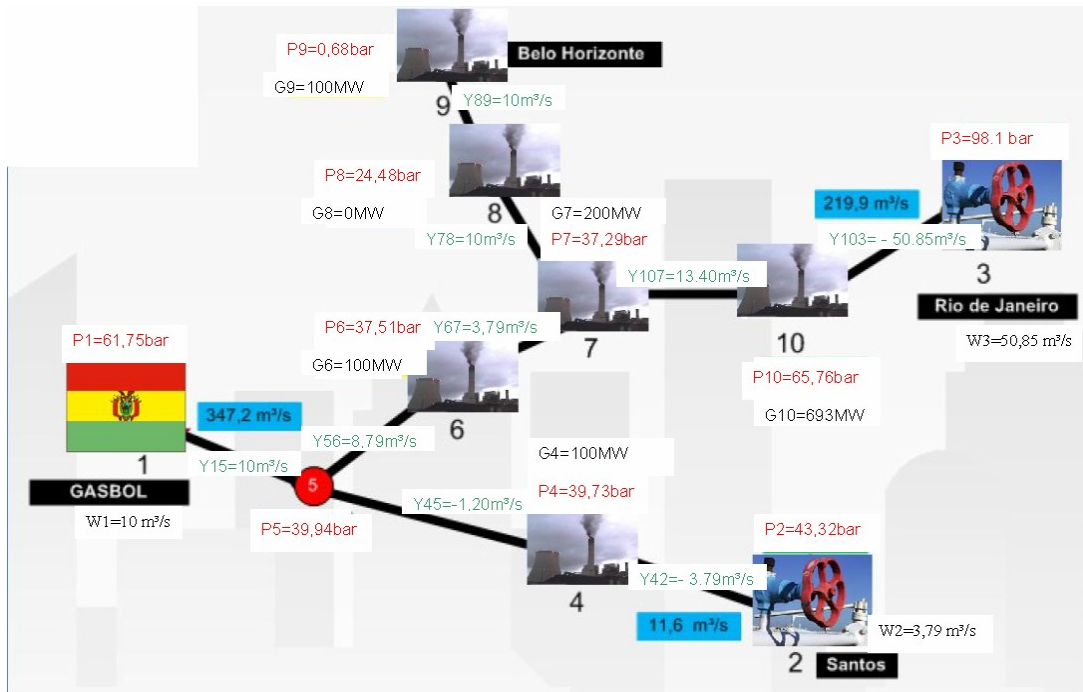 P9=0,68bar
Belo Horizonte
G9=100MW
9
Y89=10m³/s
P3=98.1 bar
P8=24,48bar
G8=0MW
8
G7=200MW
219,9 m³/s
Y78=10m³/s
P7=37,29bar
Y103= - 50.85m³/s
Y107=13.40m³/s
3
Rio de Janeiro
P6=37,51bar
Y67=3,79m³/s
P1=61,75bar
7
10
W3=50,85 m³/s
G6=100MW
P10=65,76bar
347,2 m³/s
G10=693MW
6
Y56=8,79m³/s
1
Y15=10m³/s
G4=100MW
GASBOL
5
P4=39,73bar
Y45=-1,20m³/s
W1=10 m³/s
P5=39,94bar
P2=43,32bar
Y42=- 3.79m³/s
4
11,6 m³/s
W2=3,79 m³/s
2
Santos